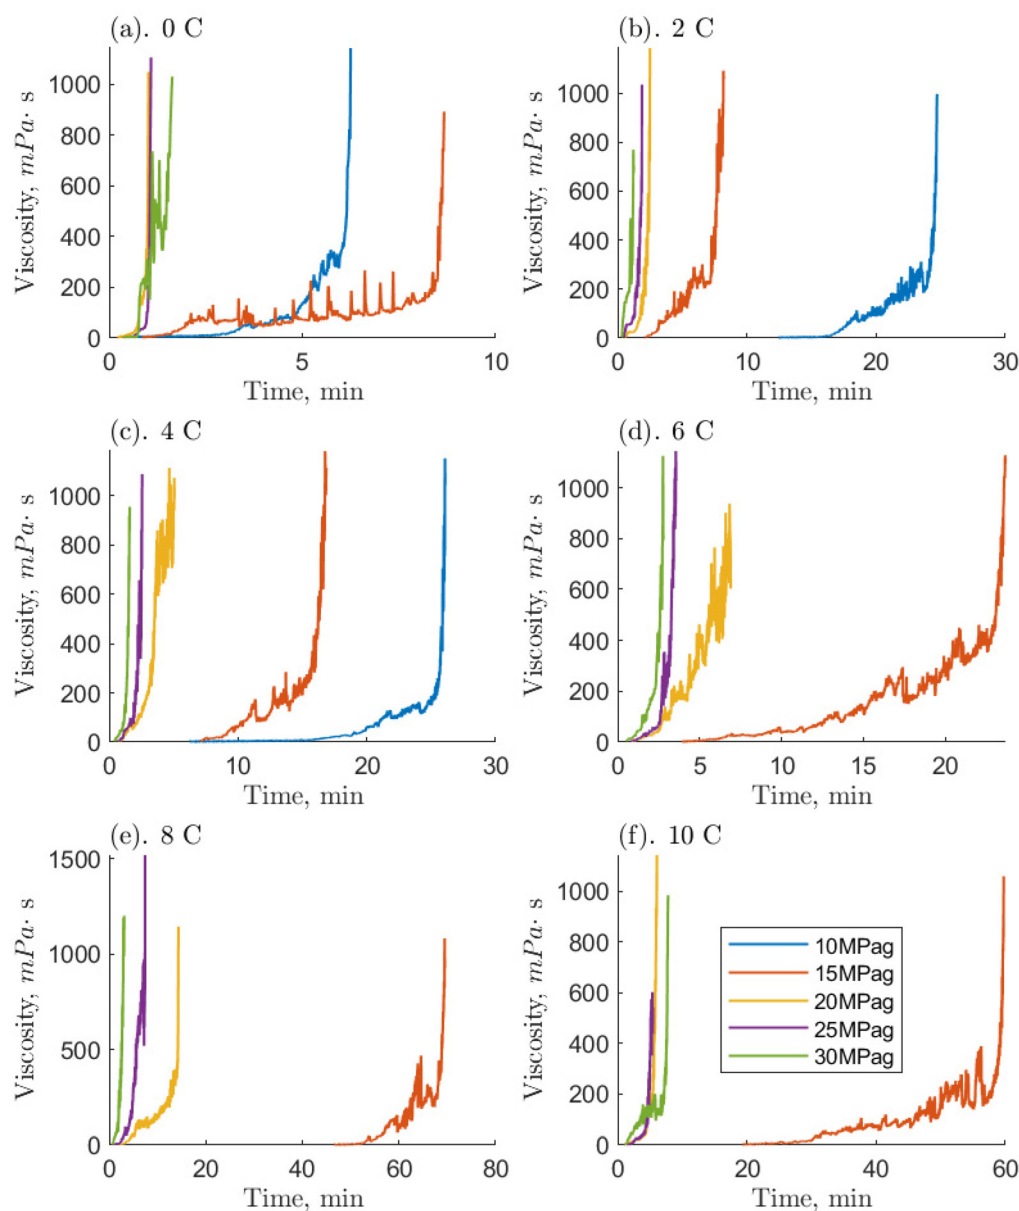 (a). 0 C
Viscosity, mPa· s
1000
800
600
400
200
0
0 5 10
Time, min
(b). 2 C
Viscosity, mPa· s
1000
800
600
400
200
0
0 10 20 30
Time, min
(c). 4 C
Viscosity, mPa· s
1000
800
600
400
200
0
0 10 20 30
Time, min
(d). 6 C
Viscosity, mPa· s
1000
800
600
400
200
0
0 5 10 15 20
Time, min
(e). 8 C
Viscosity, mPa· s
1500
1000
500
0
0 20 40 60 80
Time, min
(f). 10 C
Viscosity, mPa· s
1000
800
600
400
200
0
0 20 40 60
Time, min
10MPag
15MPag
20MPag
25MPag
30MPag